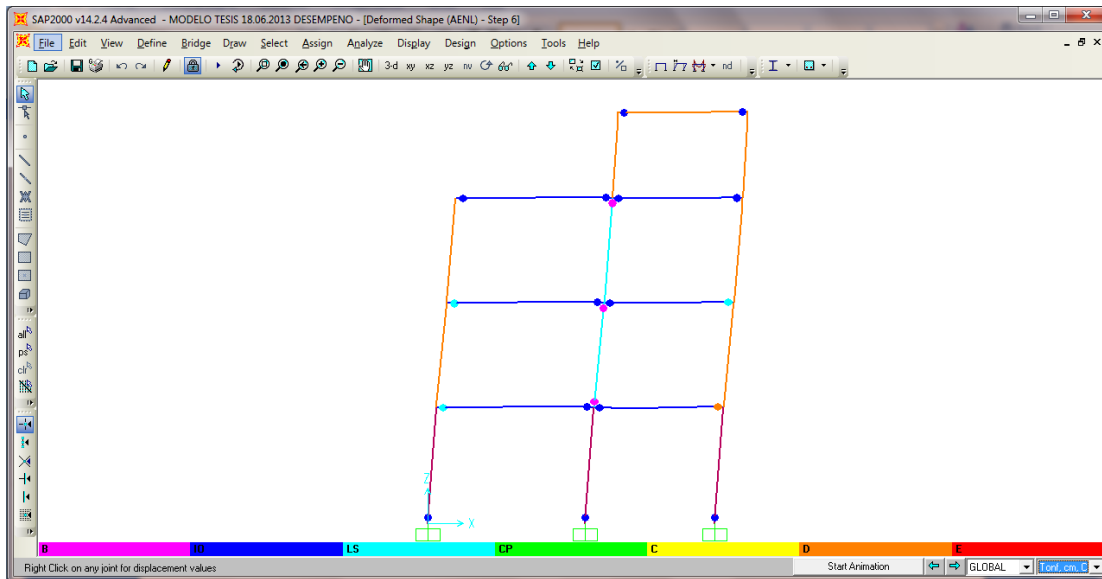 SAP2000 v14.2.4 Advanced - MODELO TESIS 18.06.2013 DESEMPENO - [Deformed Shape (AENL) - Step 6]
File Edit View Define Bridge Draw Select Assign Analyze Display Design Options Tools Help
3-d xy xz yz nv nd
all
ps
clr
Z
X
B IO LS CP C D E
Right Click on any joint for displacement values Start Animation GLOBAL Tonf, cm, C